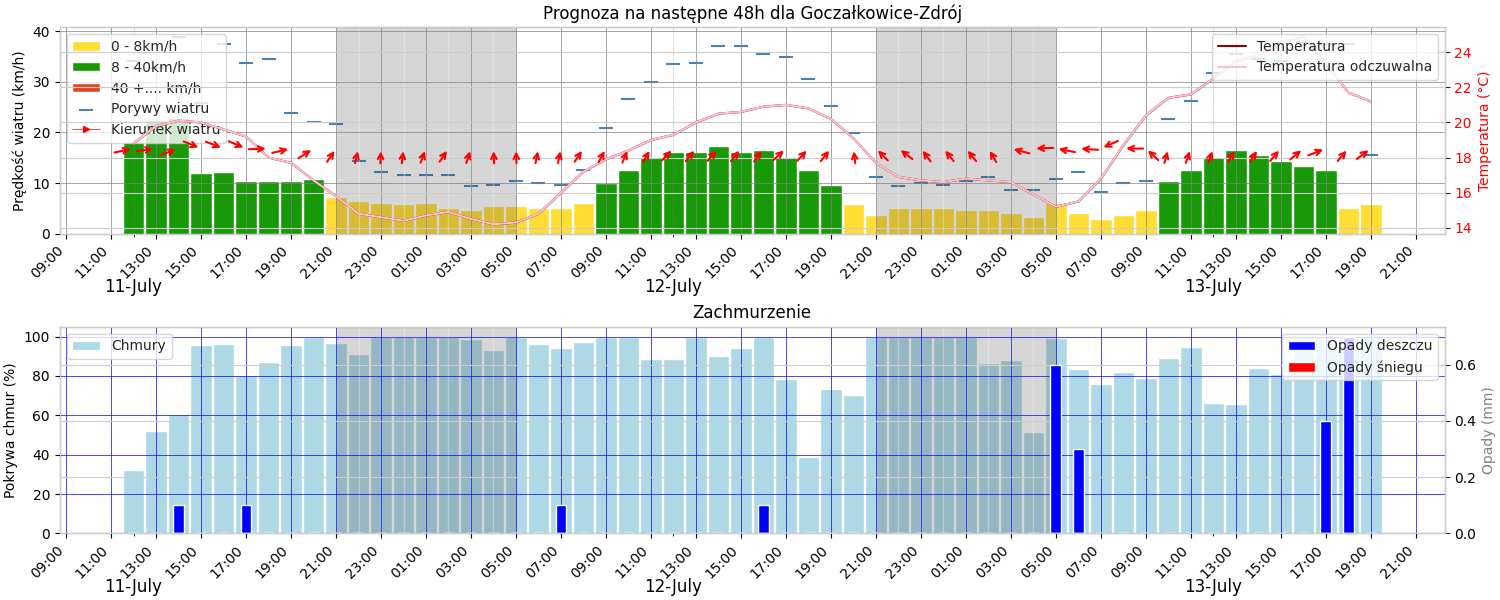 Prognoza na następne 48h dla Goczałkowice-Zdrój
Prędkość wiatru (km/h)
40
30
20
10
0
0 - 8km/h
8 - 40km/h
40 +.... km/h
Porywy wiatru
Kierunek wiatru
Temperatura
Temperatura odczuwalna
24
22
20
18
16
14
Temperatura (°C)
09:00 11:00 13:00 15:00 17:00 19:00 21:00 23:00 01:00 03:00 05:00 07:00 09:00 11:00 13:00 15:00 17:00 19:00 21:00 23:00 01:00 03:00 05:00 07:00 09:00 11:00 13:00 15:00 17:00 19:00 21:00
11-July 12-July 13-July
Zachmurzenie
Pokrywa chmur (%)
100
80
60
40
20
0
Chmury
Opady deszczu
Opady śniegu
0.6
0.4
0.2
0.0
Opady (mm)
09:00 11:00 13:00 15:00 17:00 19:00 21:00 23:00 01:00 03:00 05:00 07:00 09:00 11:00 13:00 15:00 17:00 19:00 21:00 23:00 01:00 03:00 05:00 07:00 09:00 11:00 13:00 15:00 17:00 19:00 21:00
11-July 12-July 13-July